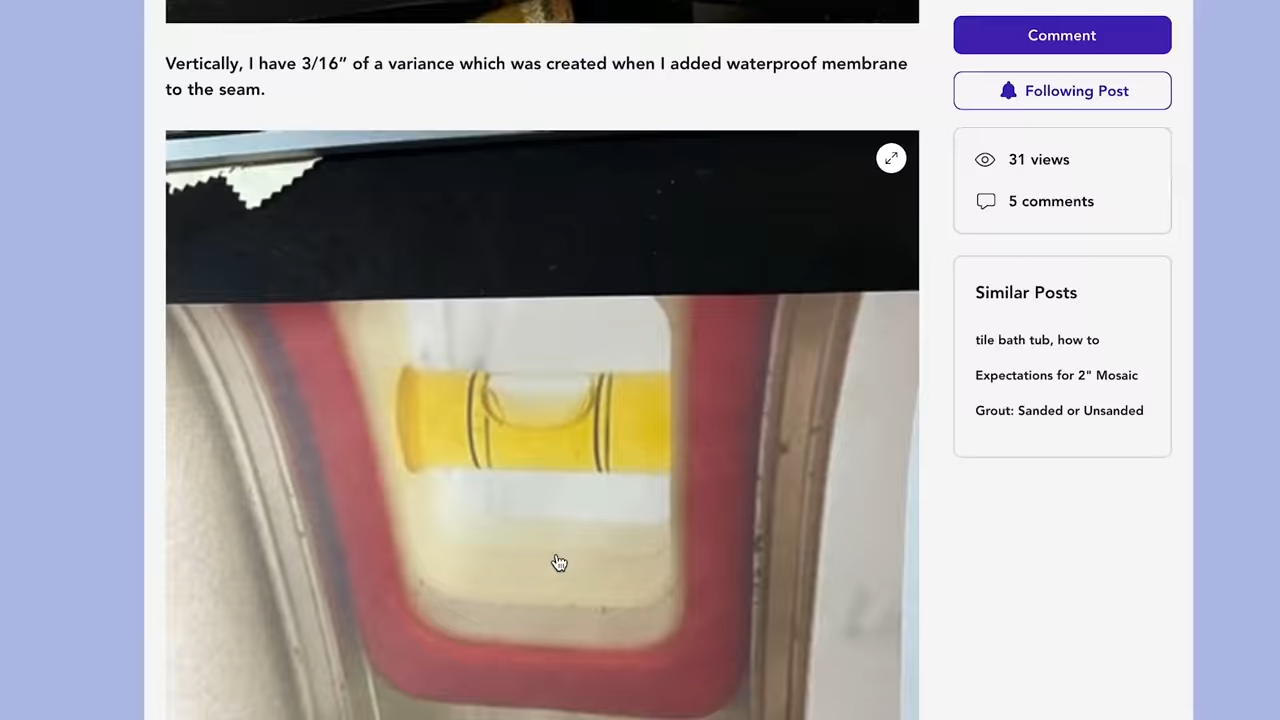 Vertically, I have 3/16” of a variance which was created when I added waterproof membrane
to the seam.
Comment
Following Post
31 views
5 comments
Similar Posts
tile bath tub, how to
Expectations for 2" Mosaic
Grout: Sanded or Unsanded